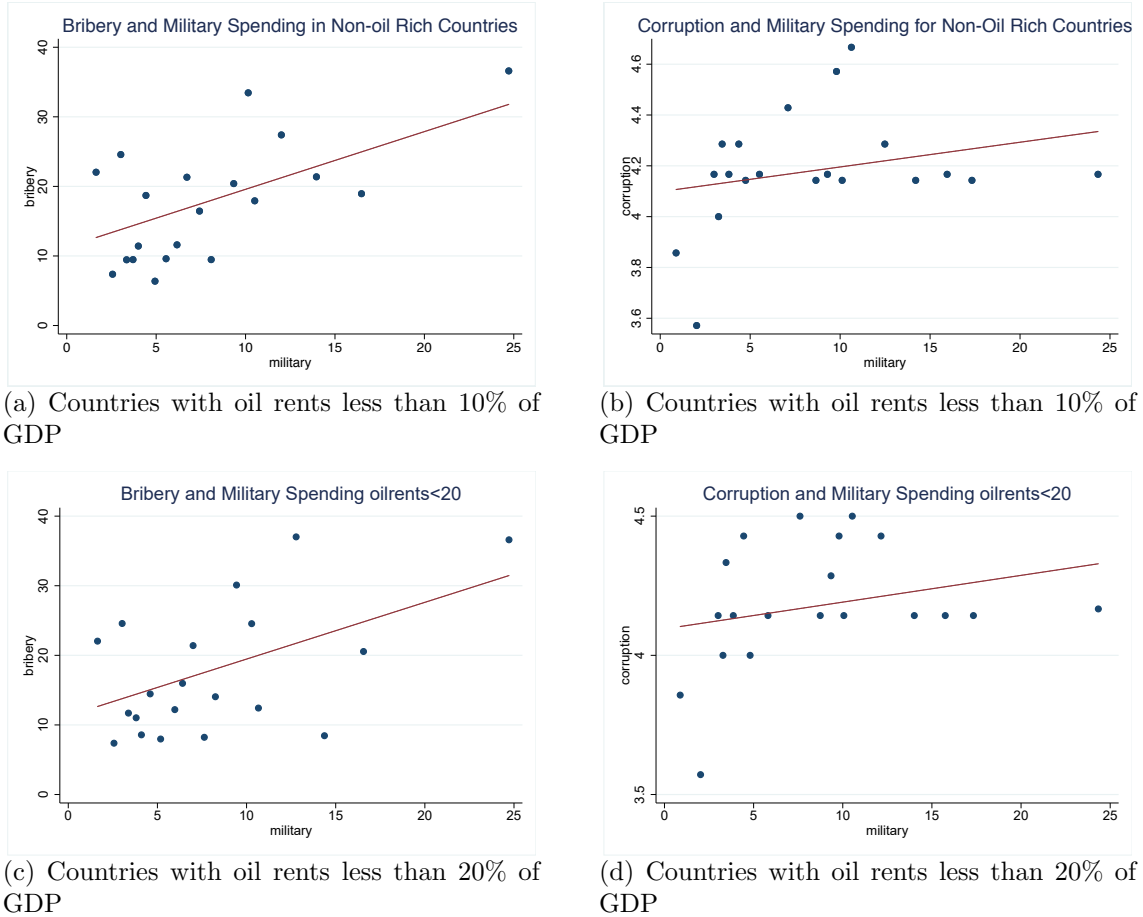 Bribery and Military Spending in Non-oil Rich Countries
40
30
20
10
0
bribery
0 5 10 15 20 25
military
(a) Countries with oil rents less than 10% of
GDP
Corruption and Military Spending for Non-Oil Rich Countries
4.6
4.4
4.2
4
3.8
3.6
corruption
0 5 10 15 20 25
military
(b) Countries with oil rents less than 10% of
GDP
Bribery and Military Spending oilrents<20
40
30
20
10
0
bribery
0 5 10 15 20 25
military
(c) Countries with oil rents less than 20% of
GDP
Corruption and Military Spending oilrents<20
4.5
4
3.5
corruption
0 5 10 15 20 25
military
(d) Countries with oil rents less than 20% of
GDP